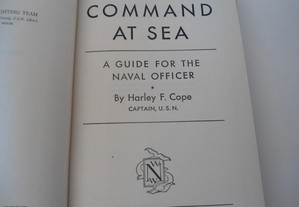 COMMAND
AT SEA
A GUIDE FOR THE
NAVAL OFFICER
By Harley F. Cope
CAPTAIN, U.S.N.
N